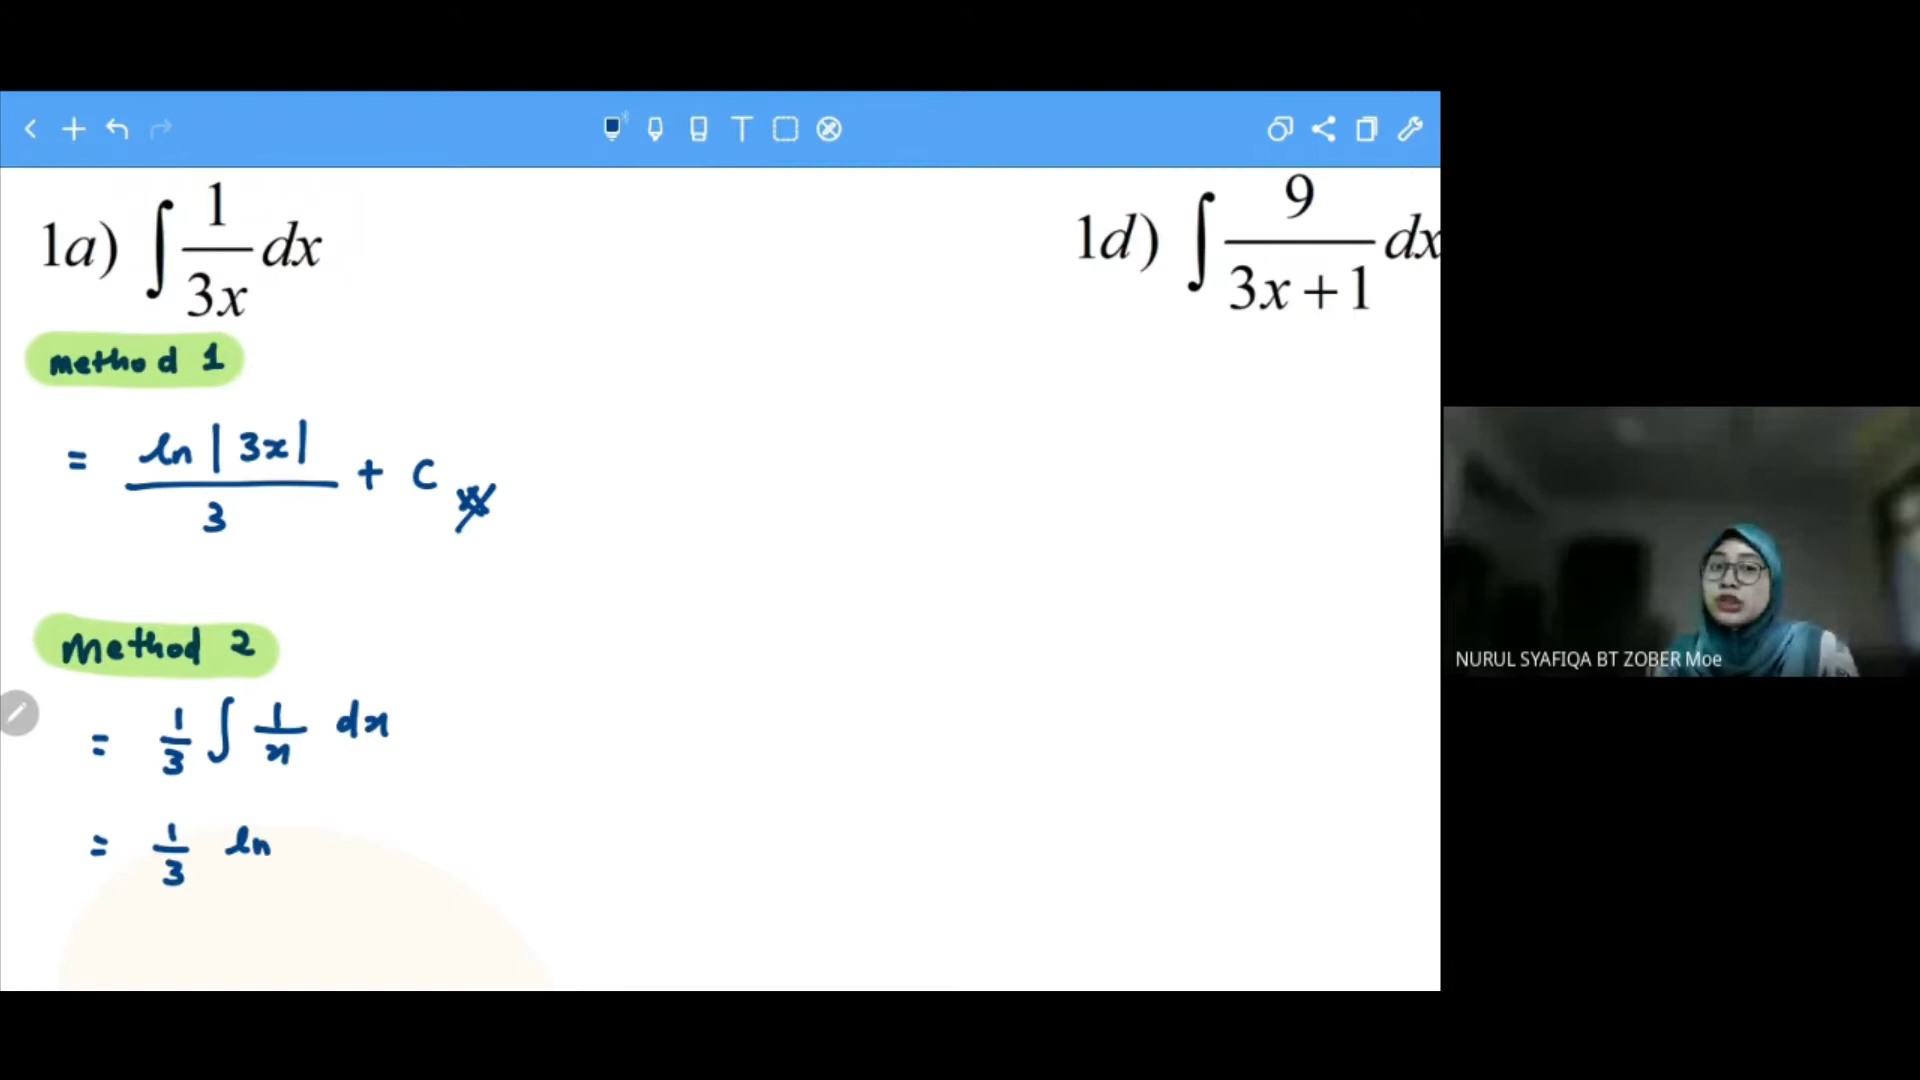 1a) ∫ 1/3x dx
1d) ∫ 9/3x+1 dx
method 1
= ln|3x|/3 + c
Method 2
= 1/3 ∫ 1/x dx
= 1/3 ln
NURUL SYAFIQA BT ZOBER Moe